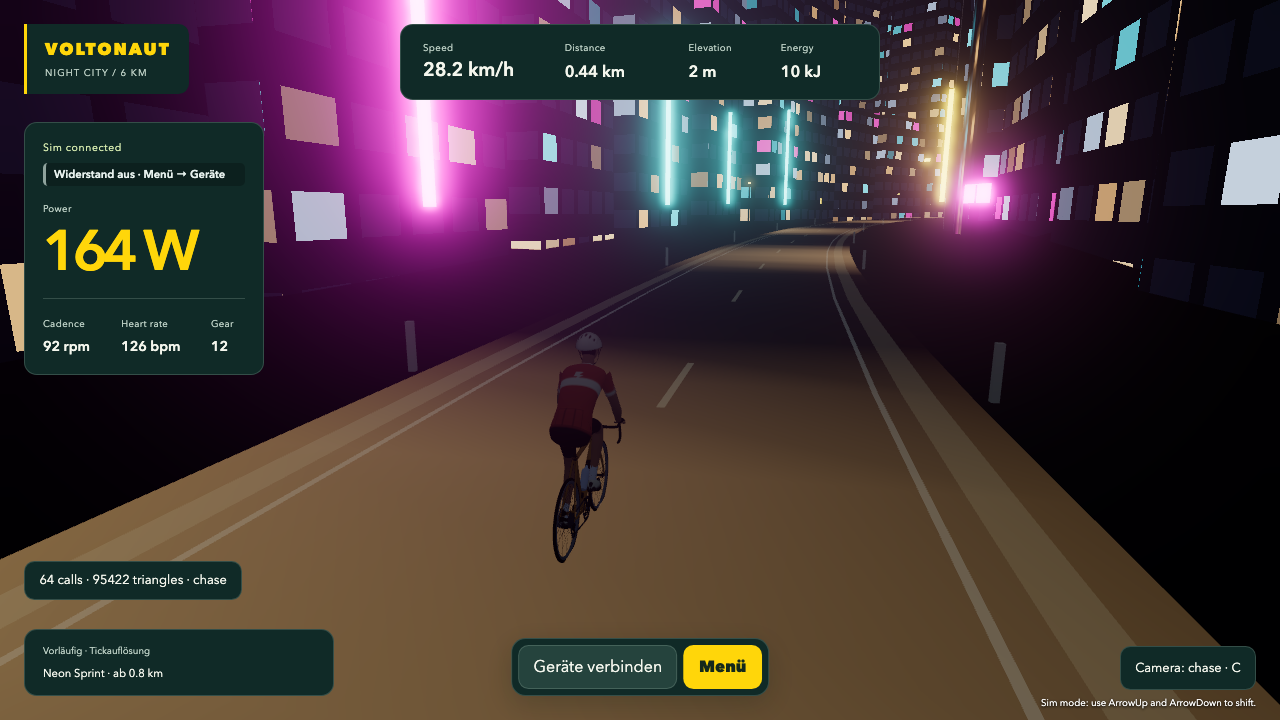 VOLTONAUT
NIGHT CITY / 6 KM
Speed
28.2 km/h
Distance
0.44 km
Elevation
2 m
Energy
10 kJ
Sim connected
Widerstand aus · Menü → Geräte
Power
164 W
Cadence
92 rpm
Heart rate
126 bpm
Gear
12
64 calls · 95422 triangles · chase
Vorläufig · Tickauflösung
Neon Sprint · ab 0.8 km
Geräte verbinden
Menü
Camera: chase · C
Sim mode: use ArrowUp and ArrowDown to shift.